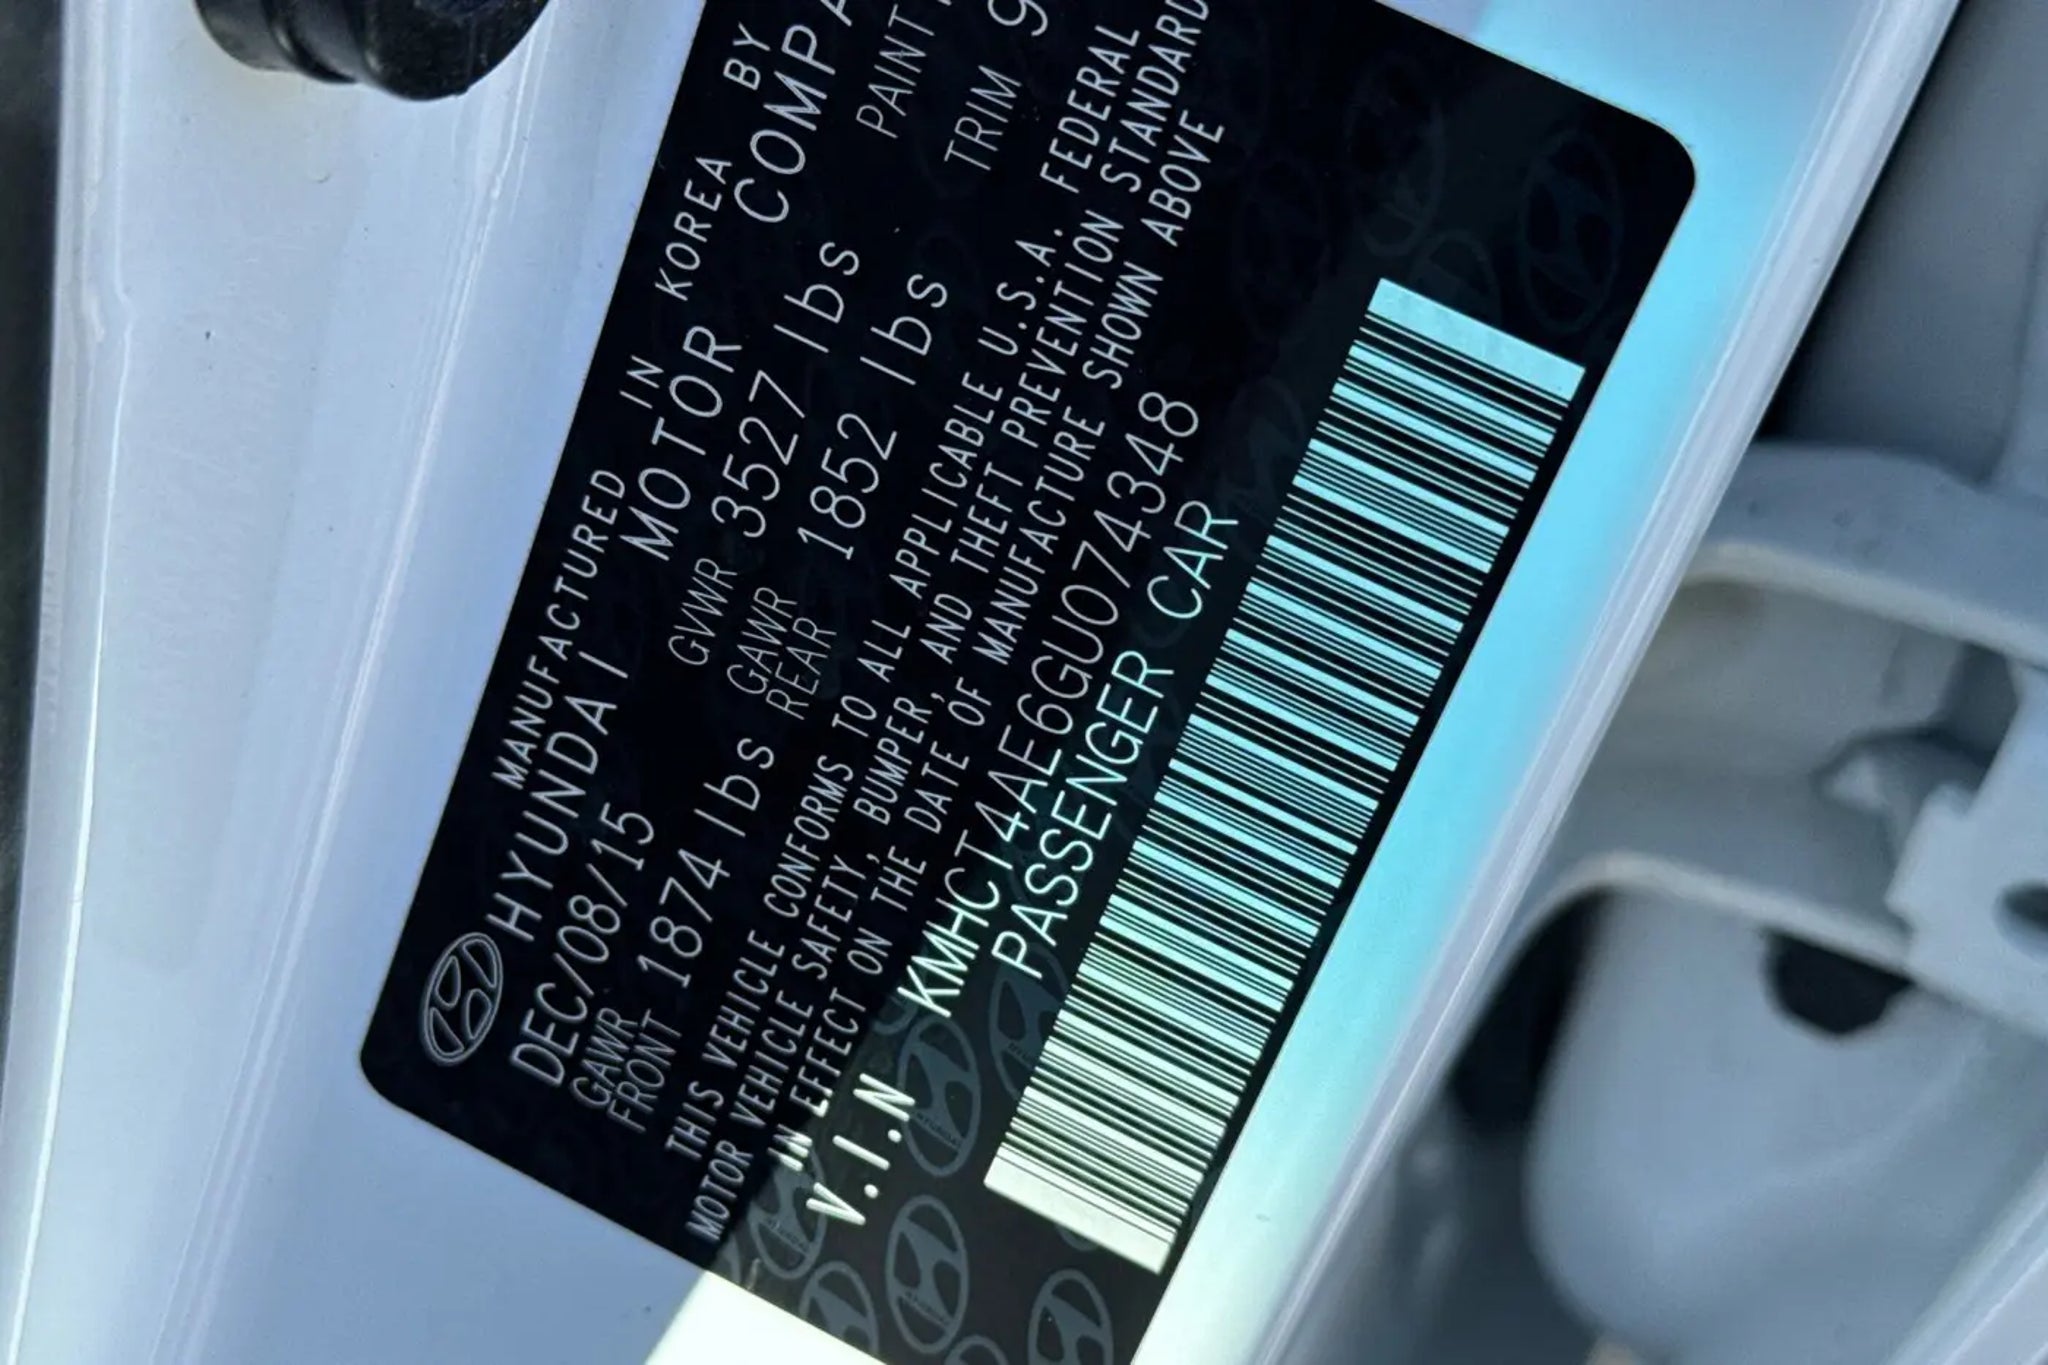 MANUFACTURED IN KOREA BY
HYUNDAI MOTOR COMPA
DEC/08/15 GVWR 3527 lbs PAINT
GAWR FRONT 1874 lbs GAWR REAR 1852 lbs TRIM 9
THIS VEHICLE CONFORMS TO ALL APPLICABLE U.S.A. FEDERAL
MOTOR VEHICLE SAFETY, BUMPER, AND THEFT PREVENTION STANDARD
IN EFFECT ON THE DATE OF MANUFACTURE SHOWN ABOVE
V.I.N KMHCT4AE6GU074348
PASSENGER CAR